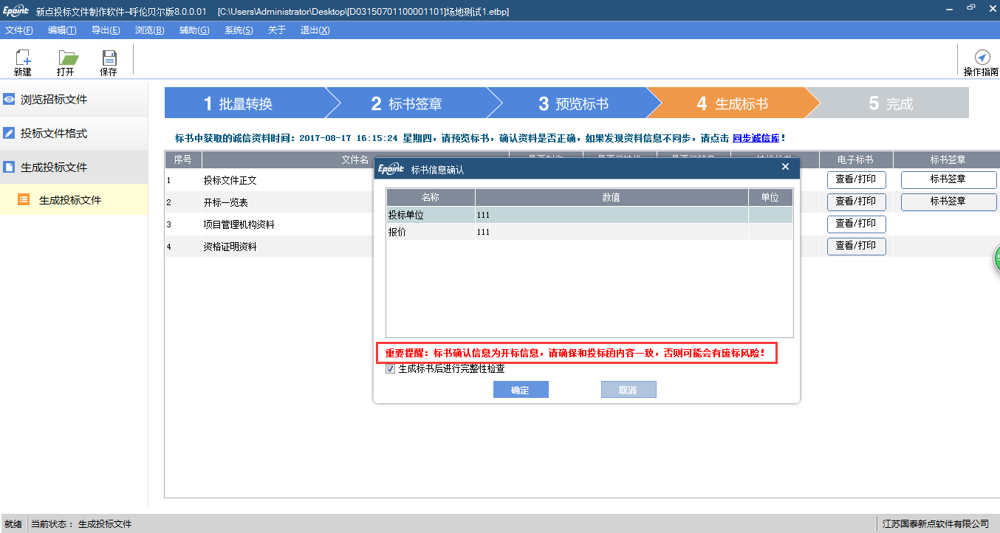 Epoint 新点投标文件制作软件-呼伦贝尔版8.0.0.01 [C:\Users\Administrator\Desktop\[D03150701100001101]场地测试1.etbp]
文件(F) 编辑(T) 导出(E) 浏览(B) 辅助(G) 系统(S) 关于 退出(X)
新建 打开 保存 操作指南
浏览招标文件
投标文件格式
生成投标文件
生成投标文件
1 批量转换 2 标书签章 3 预览标书 4 生成标书 5 完成
标书中获取的诚信资料时间：2017-08-17 16:15:24 星期四，请预览标书，确认资料是否正确，如果发现资料信息不同步，请点击 同步诚信库！
序号 文件名 电子标书 标书签章
1 投标文件正文 查看/打印 标书签章
2 开标一览表 查看/打印 标书签章
3 项目管理机构资料 查看/打印
4 资格证明资料 查看/打印
Epoint 标书信息确认
名称 数值 单位
投标单位 111
报价 111
重要提醒：标书确认信息为开标信息，请确保和投标函内容一致，否则可能会有废标风险！
生成标书后进行完整性检查
确定 取消
就绪 当前状态： 生成投标文件 江苏国泰新点软件有限公司